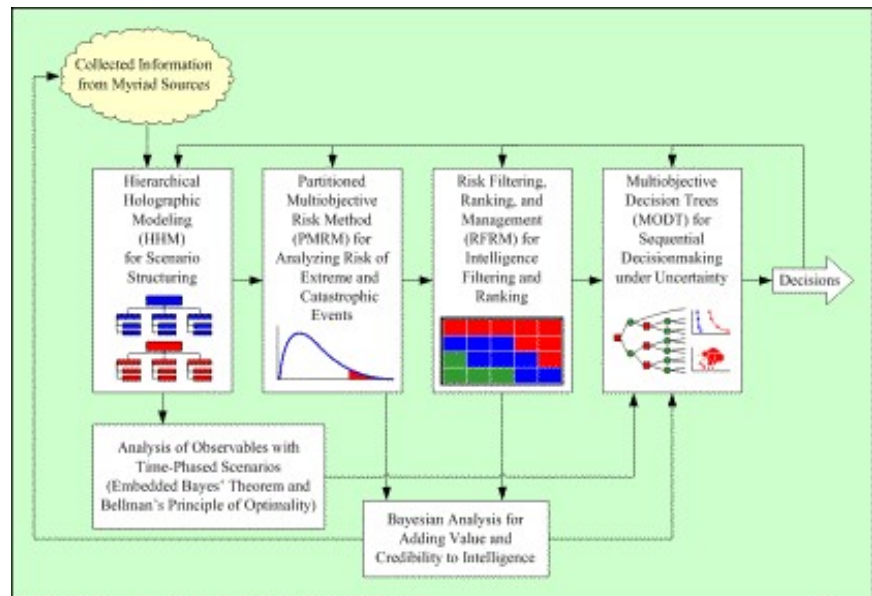 Collected Information
from Myriad Sources
Hierarchical
Holographic
Modeling
(HHM)
for Scenario
Structuring
Partitioned
Multiobjective
Risk Method
(PMRM) for
Analyzing Risk of
Extreme and
Catastrophic
Events
Risk Filtering,
Ranking, and
Management
(RFRM) for
Intelligence
Filtering and
Ranking
Multiobjective
Decision Trees
(MODT) for
Sequential
Decisionmaking
under Uncertainty
Decisions
Analysis of Observables with
Time-Phased Scenarios
(Embedded Bayes' Theorem and
Bellman's Principle of Optimality)
Bayesian Analysis for
Adding Value and
Credibility to Intelligence